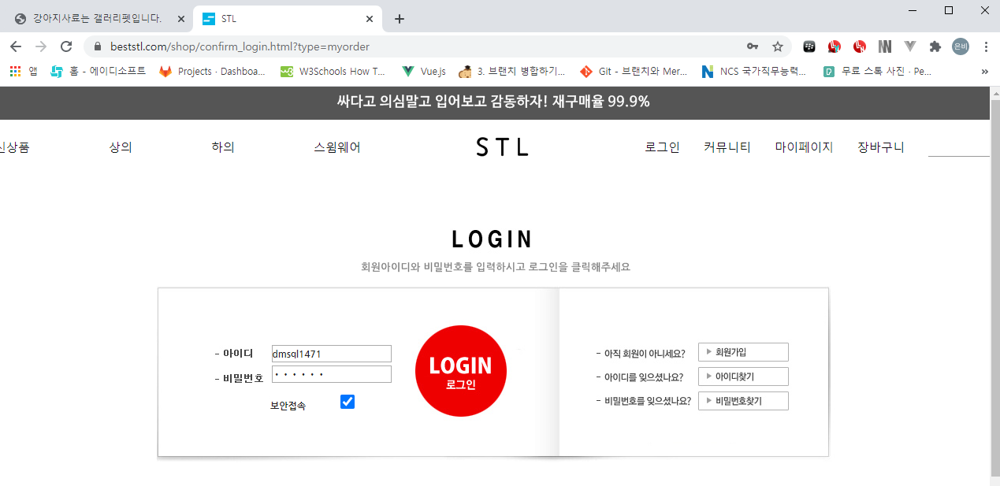 강아지사료는 갤러리펫입니다.
STL
beststl.com/shop/confirm_login.html?type=myorder
은비
앱
홈 - 에이디소프트
Projects · Dashboa...
W3Schools How T...
Vue.js
3. 브랜치 병합하기...
Git - 브랜치와 Mer...
NCS 국가직무능력...
무료 스톡 사진 · Pe...
»
싸다고 의심말고 입어보고 감동하자! 재구매율 99.9%
신상품
상의
하의
스윔웨어
STL
로그인
커뮤니티
마이페이지
장바구니
LOGIN
회원아이디와 비밀번호를 입력하시고 로그인을 클릭해주세요
- 아이디
dmsql1471
- 비밀번호
······
보안접속
LOGIN
로그인
- 아직 회원이 아니세요?
회원가입
- 아이디를 잊으셨나요?
아이디찾기
- 비밀번호를 잊으셨나요?
비밀번호찾기